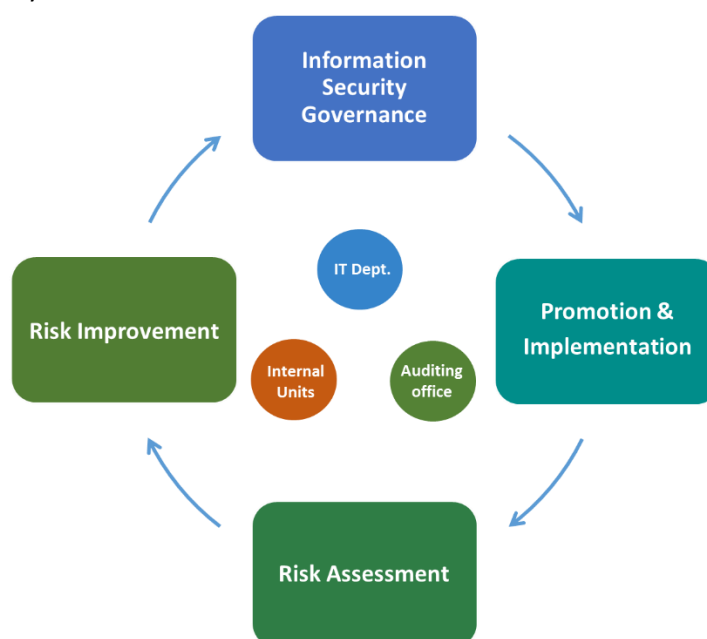 Information
Security
Governance
IT Dept.
Risk Improvement
Promotion &
Implementation
Internal
Units
Auditing
office
Risk Assessment